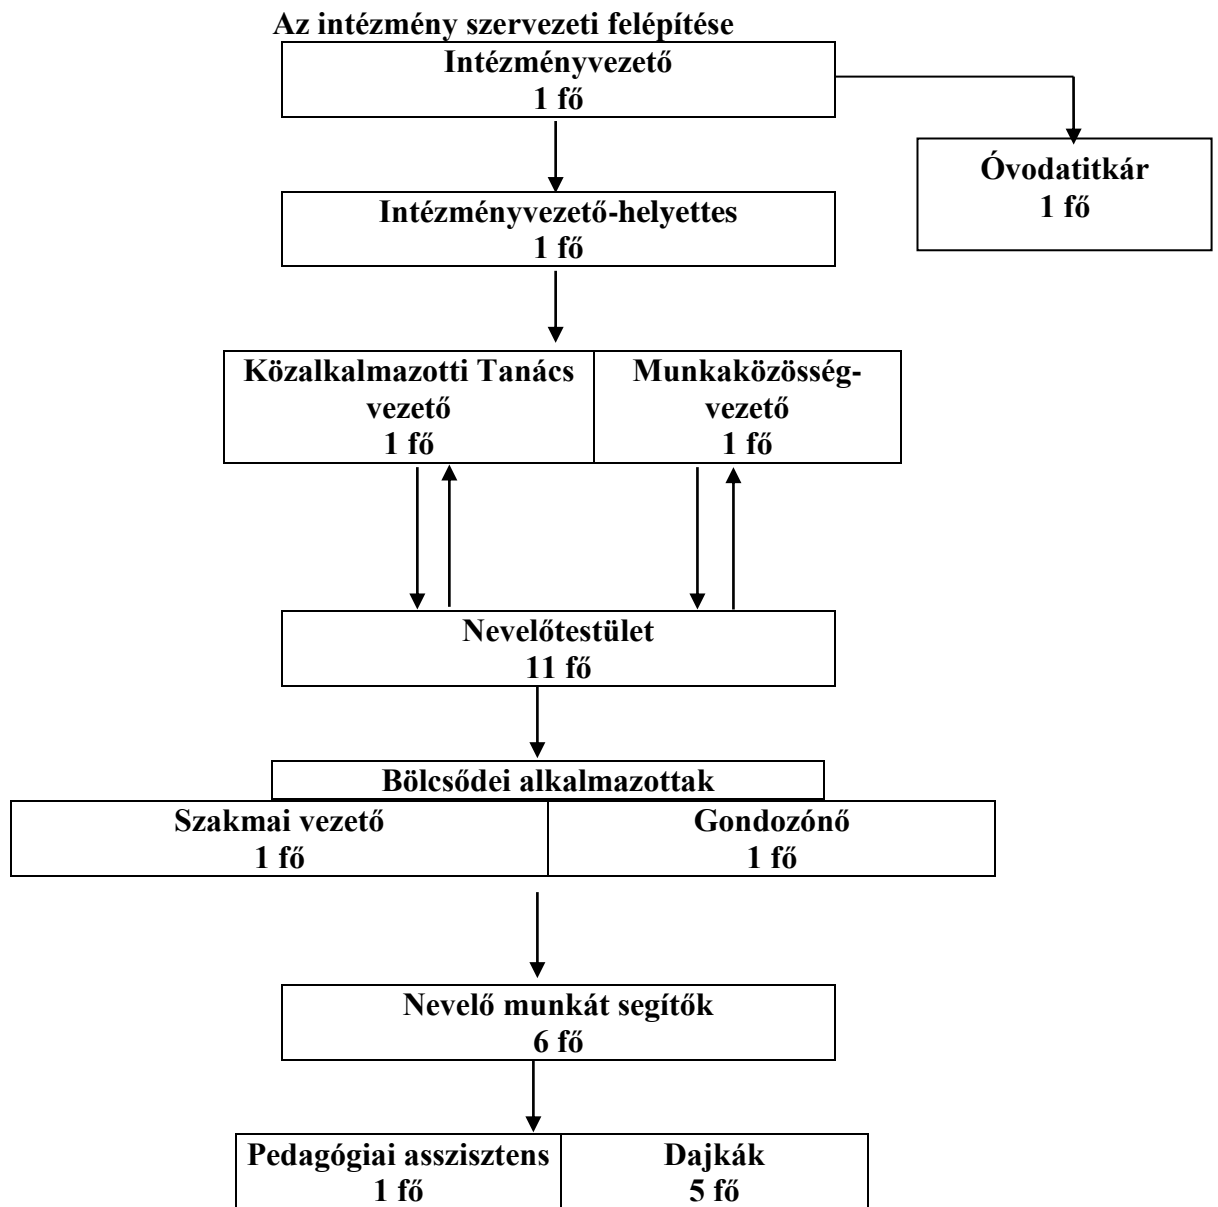 Az intézmény szervezeti felépítése
Intézményvezető
1 fő
Óvodatitkár
1 fő
Intézményvezető-helyettes
1 fő
Közalkalmazotti Tanács
vezető
1 fő
Munkaközösség-
vezető
1 fő
Nevelőtestület
11 fő
Bölcsődei alkalmazottak
Szakmai vezető
1 fő
Gondozónő
1 fő
Nevelő munkát segítők
6 fő
Pedagógiai asszisztens
1 fő
Dajkák
5 fő